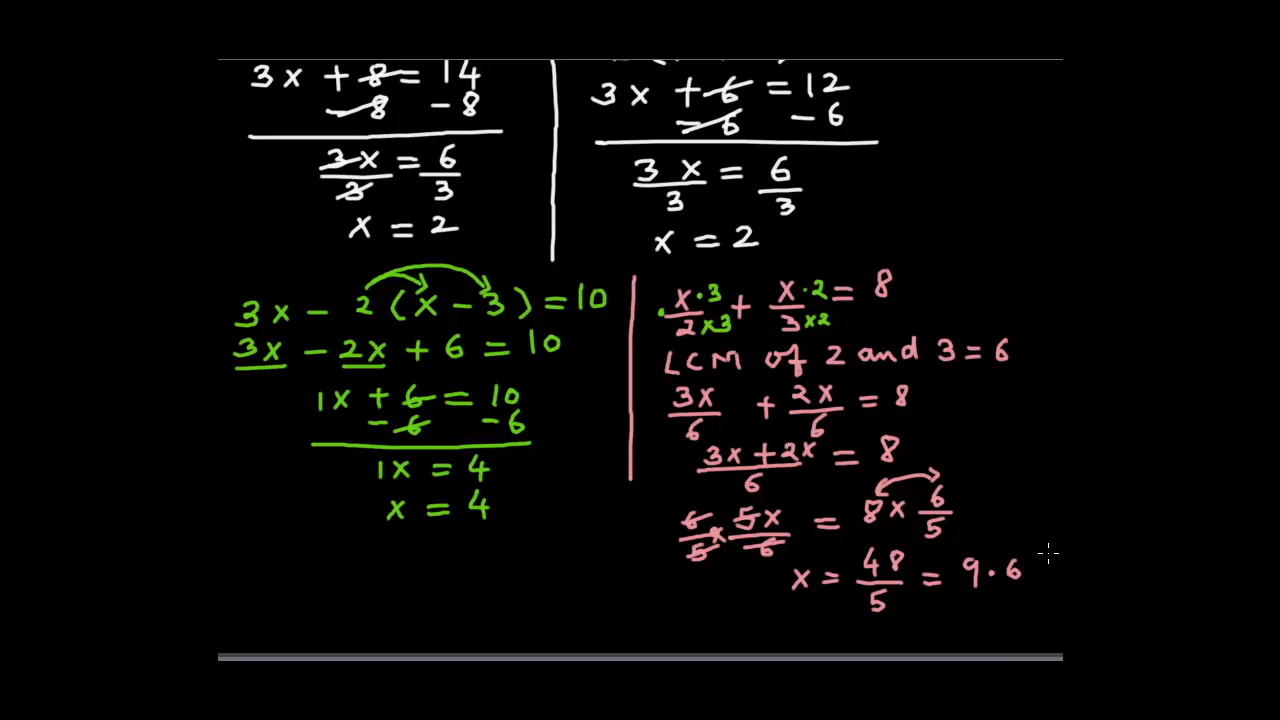 3x + 8 = 14
- 8 - 8
3x/3 = 6/3
x = 2
3x + 6 = 12
- 6 - 6
3x/3 = 6/3
x = 2
3x - 2(x - 3) = 10
3x - 2x + 6 = 10
1x + 6 = 10
- 6 - 6
1x = 4
x = 4
x·3/2×3 + x·2/3×2 = 8
LCM of 2 and 3 = 6
3x/6 + 2x/6 = 8
3x + 2x/6 = 8
6/5 × 5x/6 = 8 × 6/5
x = 48/5 = 9·6